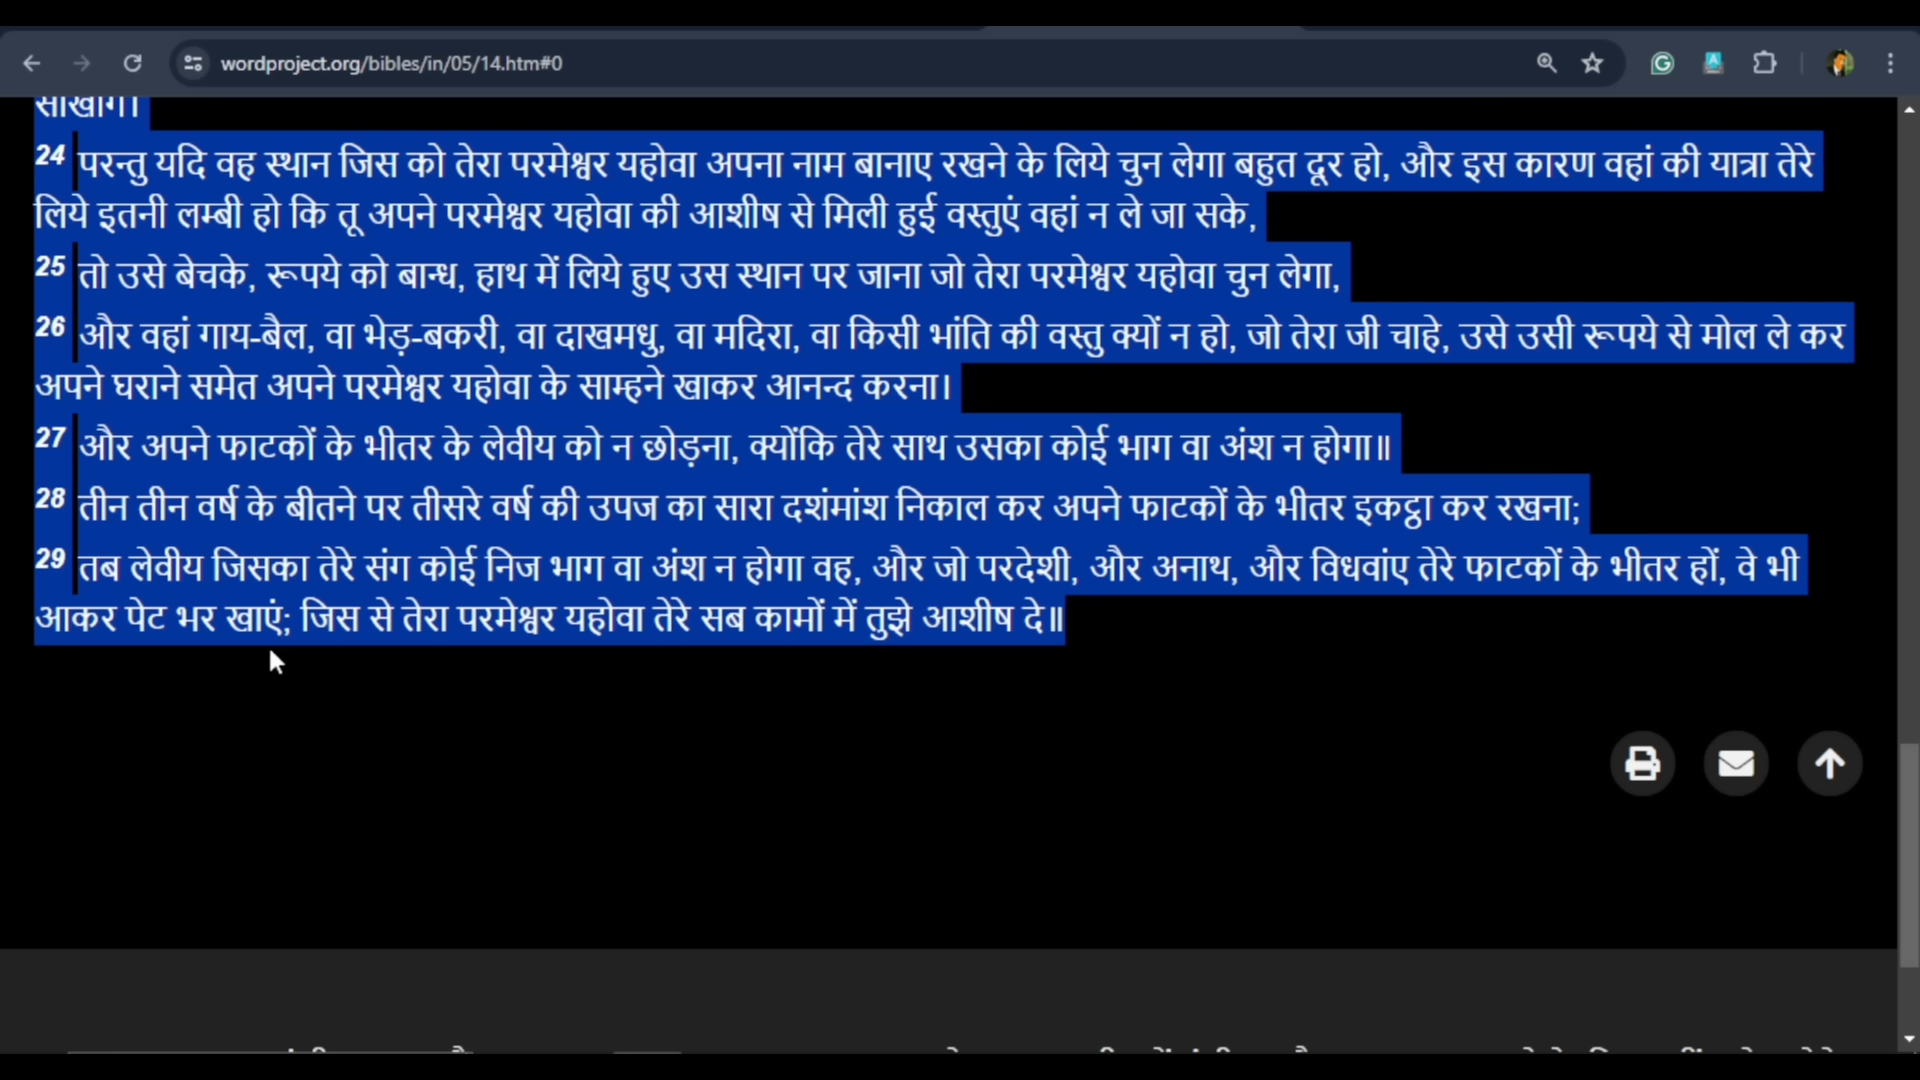 wordproject.org/bibles/in/05/14.htm#0
सीखोगे।
24 परन्तु यदि वह स्थान जिस को तेरा परमेश्वर यहोवा अपना नाम बानाए रखने के लिये चुन लेगा बहुत दूर हो, और इस कारण वहां की यात्रा तेरे
लिये इतनी लम्बी हो कि तू अपने परमेश्वर यहोवा की आशीष से मिली हुई वस्तुएं वहां न ले जा सके,
25 तो उसे बेचके, रूपये को बान्ध, हाथ में लिये हुए उस स्थान पर जाना जो तेरा परमेश्वर यहोवा चुन लेगा,
26 और वहां गाय-बैल, वा भेड़-बकरी, वा दाखमधु, वा मदिरा, वा किसी भांति की वस्तु क्यों न हो, जो तेरा जी चाहे, उसे उसी रूपये से मोल ले कर
अपने घराने समेत अपने परमेश्वर यहोवा के साम्हने खाकर आनन्द करना।
27 और अपने फाटकों के भीतर के लेवीय को न छोड़ना, क्योंकि तेरे साथ उसका कोई भाग वा अंश न होगा॥
28 तीन तीन वर्ष के बीतने पर तीसरे वर्ष की उपज का सारा दशंमांश निकाल कर अपने फाटकों के भीतर इकट्ठा कर रखना;
29 तब लेवीय जिसका तेरे संग कोई निज भाग वा अंश न होगा वह, और जो परदेशी, और अनाथ, और विधवांए तेरे फाटकों के भीतर हों, वे भी
आकर पेट भर खाएं; जिस से तेरा परमेश्वर यहोवा तेरे सब कामों में तुझे आशीष दे॥